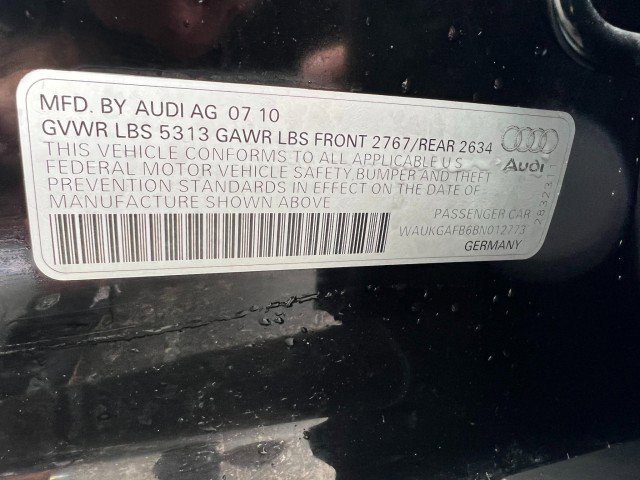 MFD. BY AUDI AG 07 10
GVWR LBS 5313 GAWR LBS FRONT 2767/REAR 2634
THIS VEHICLE CONFORMS TO ALL APPLICABLE U.S.
FEDERAL MOTOR VEHICLE SAFETY, BUMPER AND THEFT
PREVENTION STANDARDS IN EFFECT ON THE DATE OF
MANUFACTURE SHOWN ABOVE
Audi
283231
PASSENGER CAR
WAUKGAFB6BN012773
GERMANY